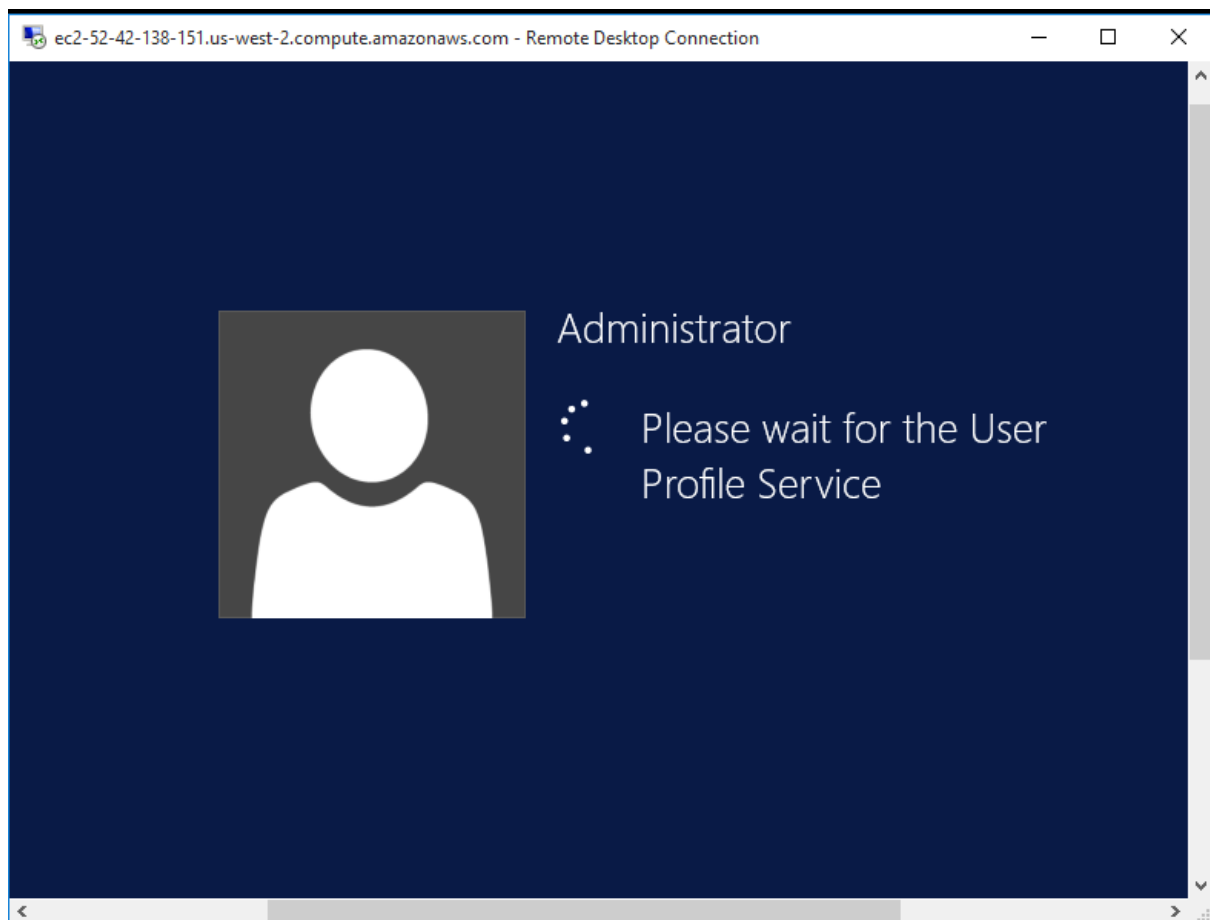 ec2-52-42-138-151.us-west-2.compute.amazonaws.com - Remote Desktop Connection
Administrator
Please wait for the User
Profile Service